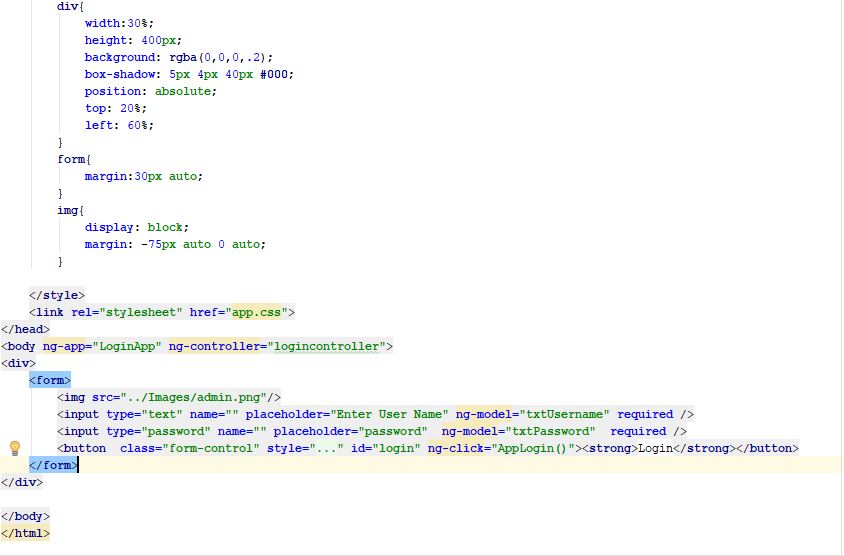 div{
width:30%;
height: 400px;
background: rgba(0,0,0,.2);
box-shadow: 5px 4px 40px #000;
position: absolute;
top: 20%;
left: 60%;
}
form{
margin:30px auto;
}
img{
display: block;
margin: -75px auto 0 auto;
}
</style>
<link rel="stylesheet" href="app.css">
</head>
<body ng-app="LoginApp" ng-controller="logincontroller">
<div>
<form>
<img src="../Images/admin.png"/>
<input type="text" name="" placeholder="Enter User Name" ng-model="txtUsername" required />
<input type="password" name="" placeholder="password"  ng-model="txtPassword"  required />
<button  class="form-control" style="..." id="login" ng-click="AppLogin()"><strong>Login</strong></button>
</form>
</div>
</body>
</html>